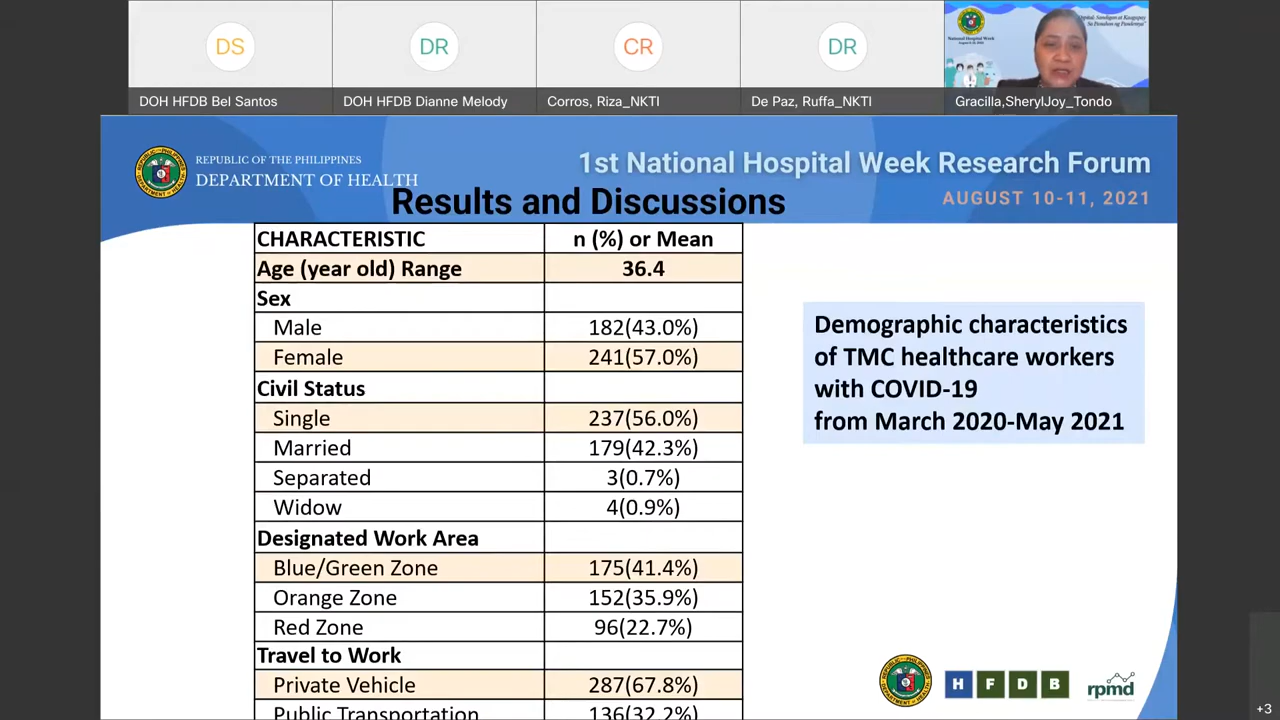 DS
DR
CR
DR
DOH HFDB Bel Santos
DOH HFDB Dianne Melody
Corros, Riza_NKTI
De Paz, Ruffa_NKTI
Gracilla,SherylJoy_Tondo
National Hospital Week
REPUBLIC OF THE PHILIPPINES
DEPARTMENT OF HEALTH
1st National Hospital Week Research Forum
AUGUST 10-11, 2021
Results and Discussions
CHARACTERISTIC n (%) or Mean
Age (year old) Range 36.4
Sex
Male 182(43.0%)
Female 241(57.0%)
Civil Status
Single 237(56.0%)
Married 179(42.3%)
Separated 3(0.7%)
Widow 4(0.9%)
Designated Work Area
Blue/Green Zone 175(41.4%)
Orange Zone 152(35.9%)
Red Zone 96(22.7%)
Travel to Work
Private Vehicle 287(67.8%)
Public Transportation 136(32.2%)
Demographic characteristics
of TMC healthcare workers
with COVID-19
from March 2020-May 2021
H F D B
rpmd
+3